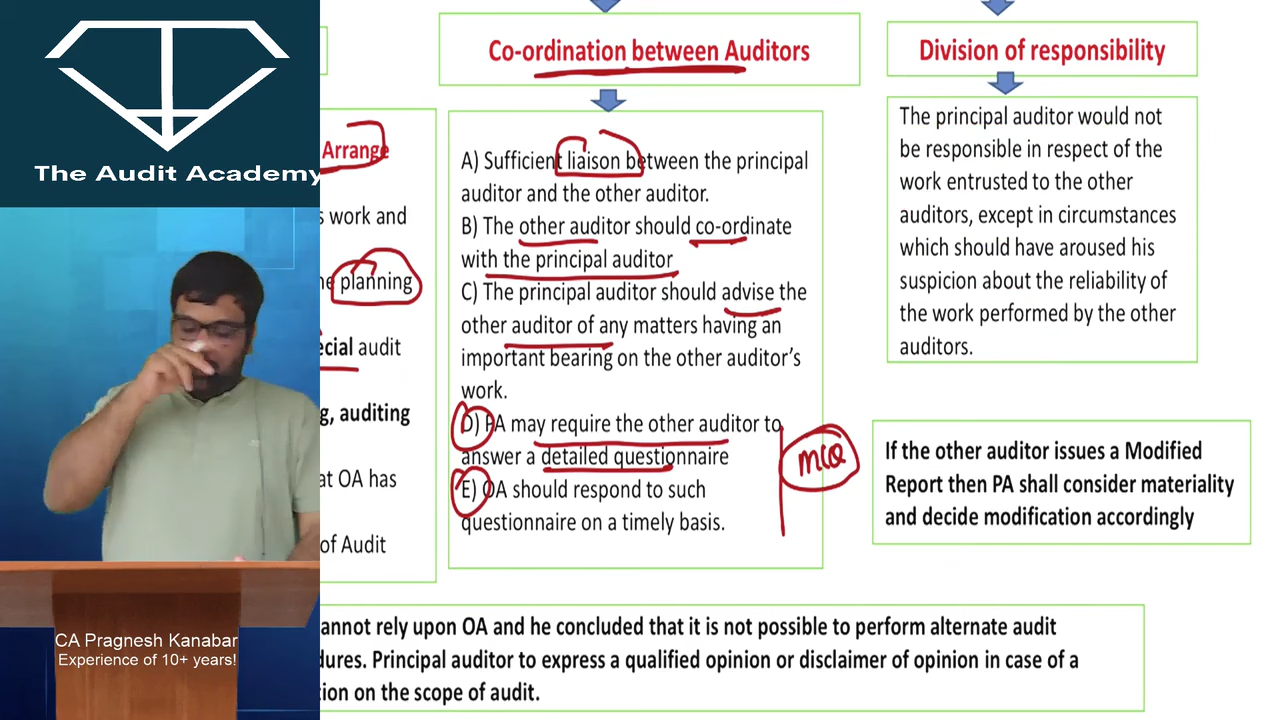 The Audit Academy
CA Pragnesh Kanabar
Experience of 10+ years!
Arrange
work and
planning
audit
auditing
at OA has
of Audit
Co-ordination between Auditors
A) Sufficient liaison between the principal
auditor and the other auditor.
B) The other auditor should co-ordinate
with the principal auditor
C) The principal auditor should advise the
other auditor of any matters having an
important bearing on the other auditor's
work.
D) PA may require the other auditor to
answer a detailed questionnaire
E) OA should respond to such
questionnaire on a timely basis.
MCQ
Division of responsibility
The principal auditor would not
be responsible in respect of the
work entrusted to the other
auditors, except in circumstances
which should have aroused his
suspicion about the reliability of
the work performed by the other
auditors.
If the other auditor issues a Modified
Report then PA shall consider materiality
and decide modification accordingly
annot rely upon OA and he concluded that it is not possible to perform alternate audit
dures. Principal auditor to express a qualified opinion or disclaimer of opinion in case of a
ion on the scope of audit.